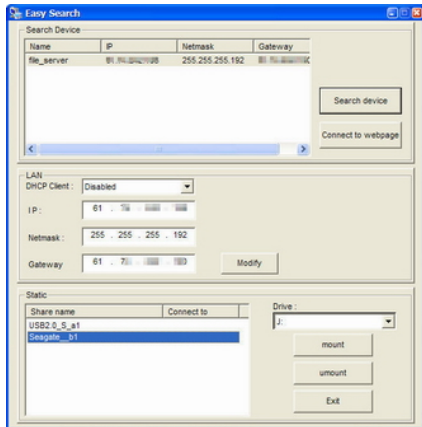 Easy Search
Search Device
Name IP Netmask Gateway
file_server 255.255.255.192
Search device
Connect to webpage
LAN
DHCP Client : Disabled
IP : 61 .
Netmask : 255 . 255 . 255 . 192
Gateway 61 .
Modify
Static
Share name Connect to
USB2.0_S_a1
Seagate__b1
Drive :
J:
mount
umount
Exit